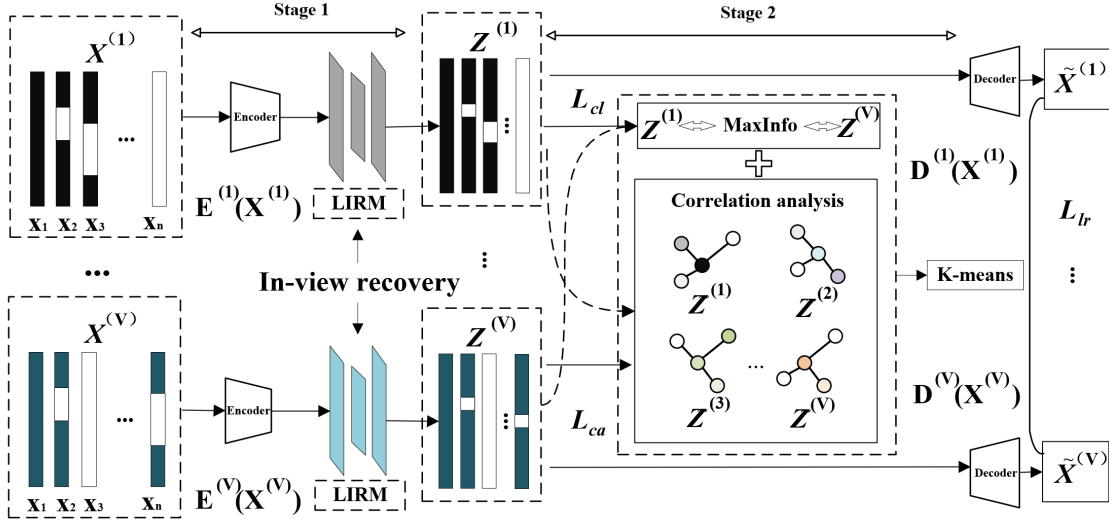 Stage 1
Stage 2
X^(1)
Z^(1)
Encoder
E^(1)(X^(1))
LIRM
...
x1 x2 x3 xn
L_cl
Z^(1) MaxInfo Z^(V)
Correlation analysis
Z^(1) Z^(2)
Z^(3) ... Z^(V)
Decoder
X̃^(1)
D^(1)(X^(1))
L_lr
...
K-means
...
In-view recovery
...
X^(V)
Z^(V)
Encoder
E^(V)(X^(V))
LIRM
...
...
x1 x2 x3 xn
L_ca
D^(V)(X^(V))
Decoder
X̃^(V)